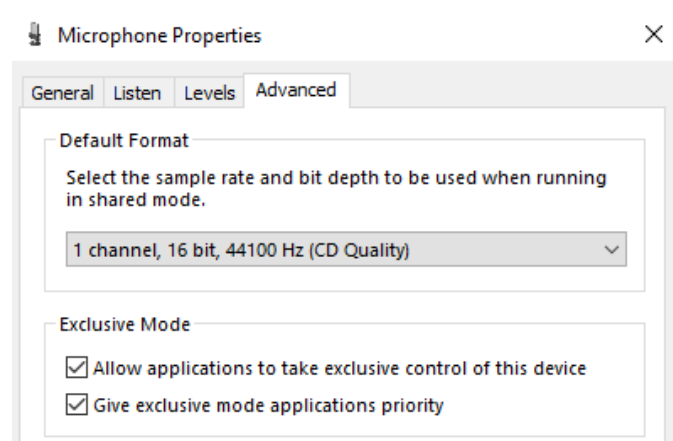 Microphone Properties
General Listen Levels Advanced
Default Format
Select the sample rate and bit depth to be used when running
in shared mode.
1 channel, 16 bit, 44100 Hz (CD Quality)
Exclusive Mode
Allow applications to take exclusive control of this device
Give exclusive mode applications priority